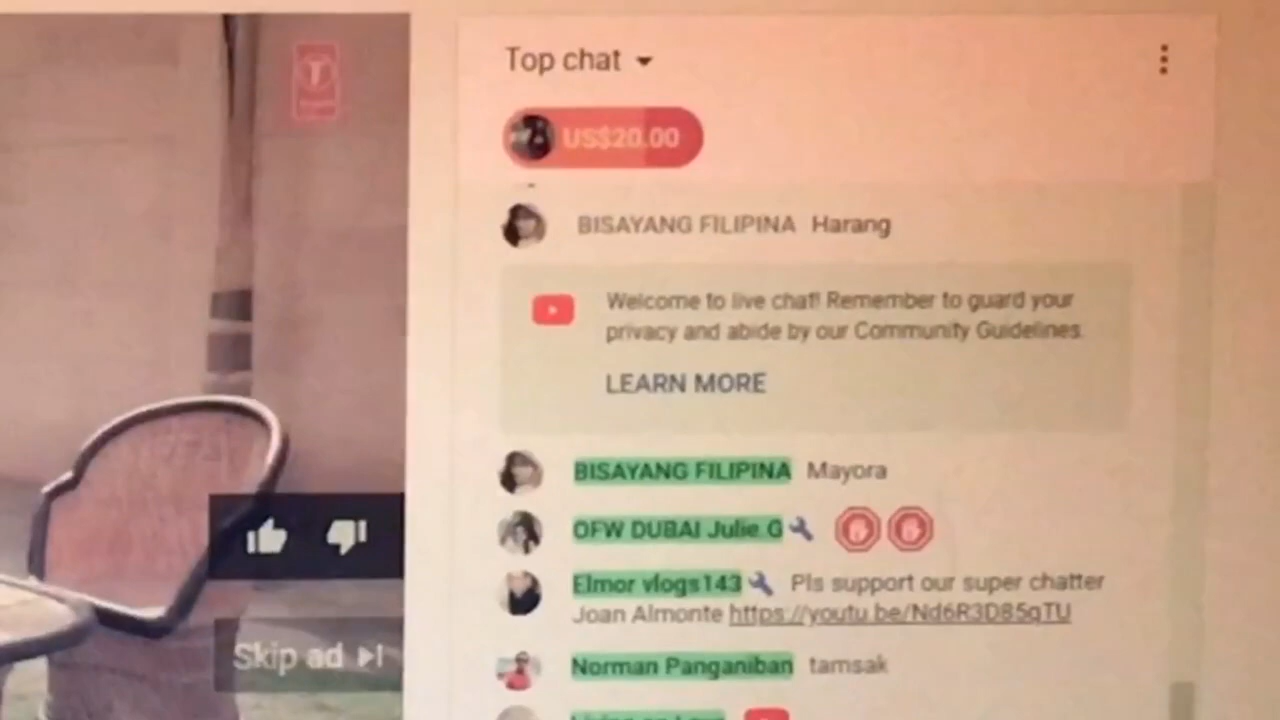 Top chat
US$20.00
BISAYANG FILIPINA Harang
Welcome to live chat! Remember to guard your
privacy and abide by our Community Guidelines.
LEARN MORE
BISAYANG FILIPINA Mayora
OFW DUBAI Julie.G
Elmor vlogs143 Pls support our super chatter
Joan Almonte https://youtu.be/Nd6R3D85qTU
Norman Panganiban tamsak
Skip ad